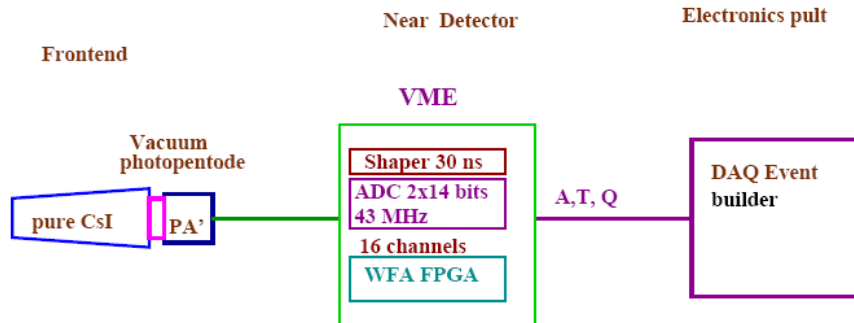 Near Detector
Electronics pult
Frontend
VME
Vacuum
photopentode
Shaper 30 ns
ADC 2x14 bits
43 MHz
16 channels
WFA FPGA
pure CsI
PA’
A,T, Q
DAQ Event
builder